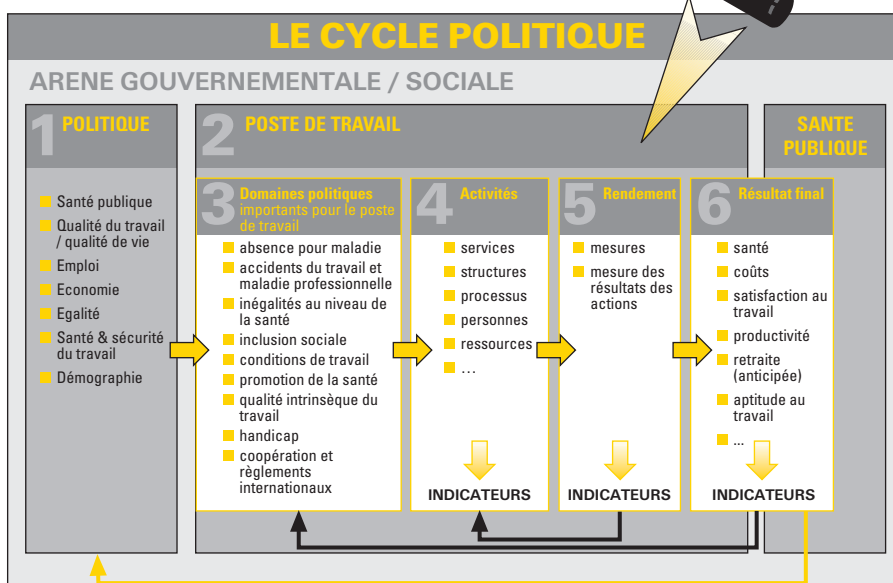 LE CYCLE POLITIQUE
ARENE GOUVERNEMENTALE / SOCIALE
1 POLITIQUE
Santé publique
Qualité du travail
/ qualité de vie
Emploi
Economie
Egalité
Santé & sécurité
du travail
Démographie
2 POSTE DE TRAVAIL
3 Domaines politiques
importants pour le poste
de travail
absence pour maladie
accidents du travail et
maladie professionnelle
inégalités au niveau de
la santé
inclusion sociale
conditions de travail
promotion de la santé
qualité intrinsèque du
travail
handicap
coopération et
règlements
internationaux
4 Activités
services
structures
processus
personnes
ressources
...
INDICATEURS
5 Rendement
mesures
mesure des
résultats des
actions
INDICATEURS
SANTE
PUBLIQUE
6 Résultat final
santé
coûts
satisfaction au
travail
productivité
retraite
(anticipée)
aptitude au
travail
...
INDICATEURS